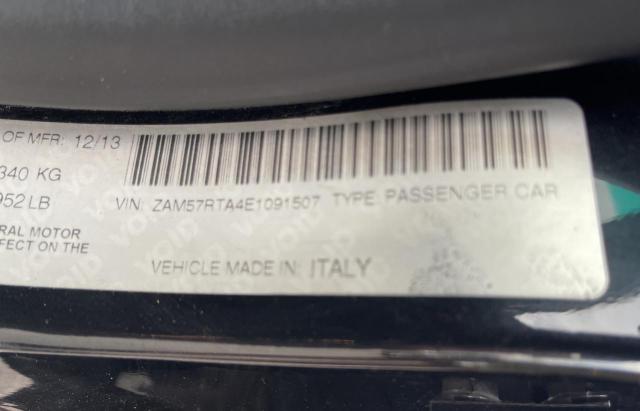 OF MFR: 12/13
340 KG
952 LB
VIN: ZAM57RTA4E1091507 TYPE: PASSENGER CAR
RAL MOTOR
FFECT ON THE
VEHICLE MADE IN: ITALY